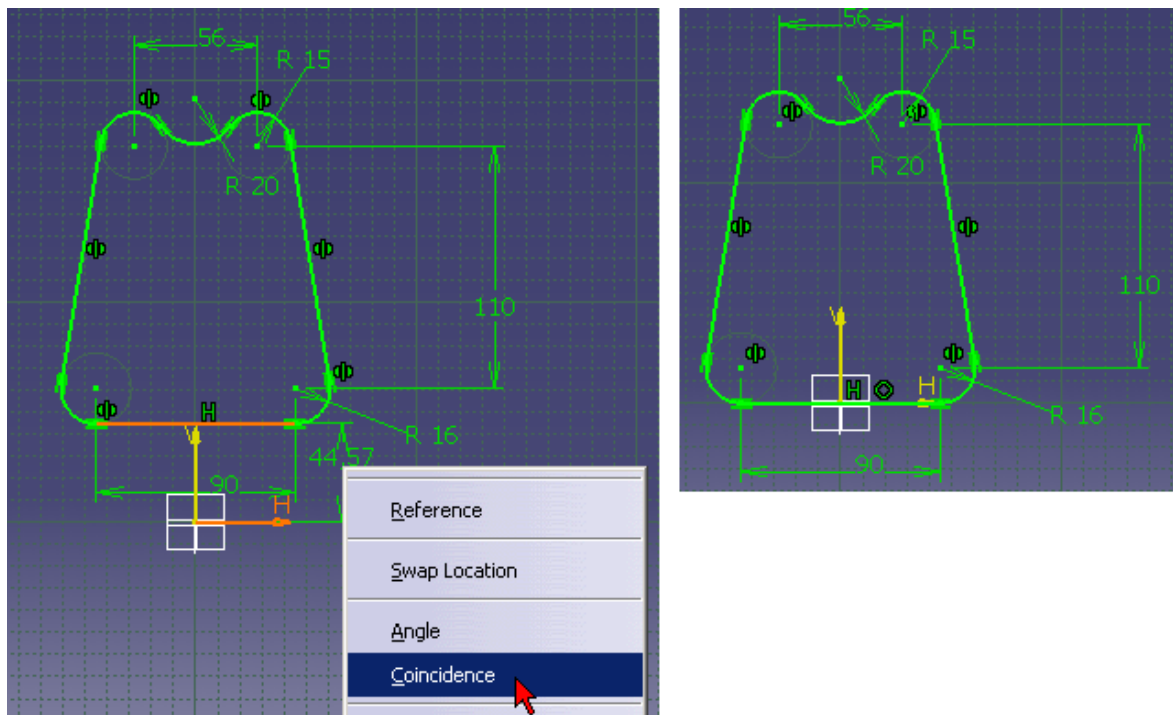 56
R 15
R 20
110
H
R 16
44,57
V
90
H
Reference
Swap Location
Angle
Coincidence
56
R 15
R 20
110
V
H
H
R 16
90